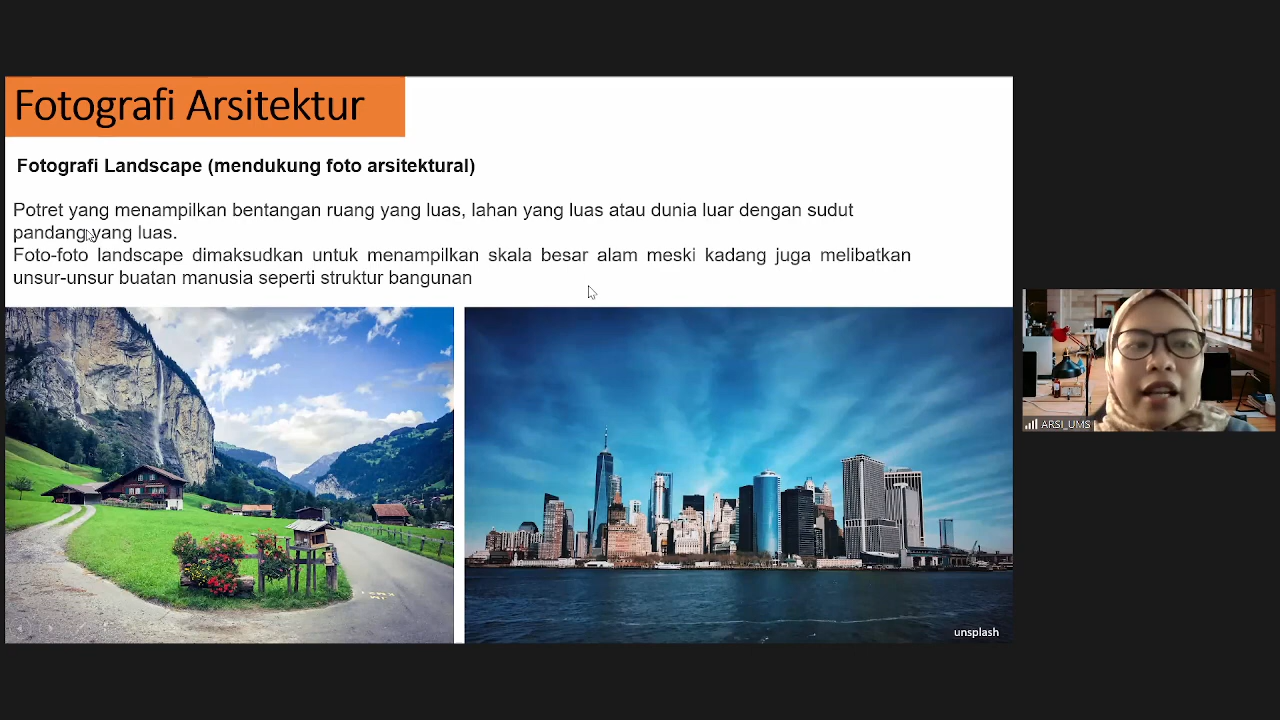 Fotografi Arsitektur
Fotografi Landscape (mendukung foto arsitektural)
Potret yang menampilkan bentangan ruang yang luas, lahan yang luas atau dunia luar dengan sudut
pandang yang luas.
Foto-foto landscape dimaksudkan untuk menampilkan skala besar alam meski kadang juga melibatkan
unsur-unsur buatan manusia seperti struktur bangunan
unsplash
ARSI_UMS